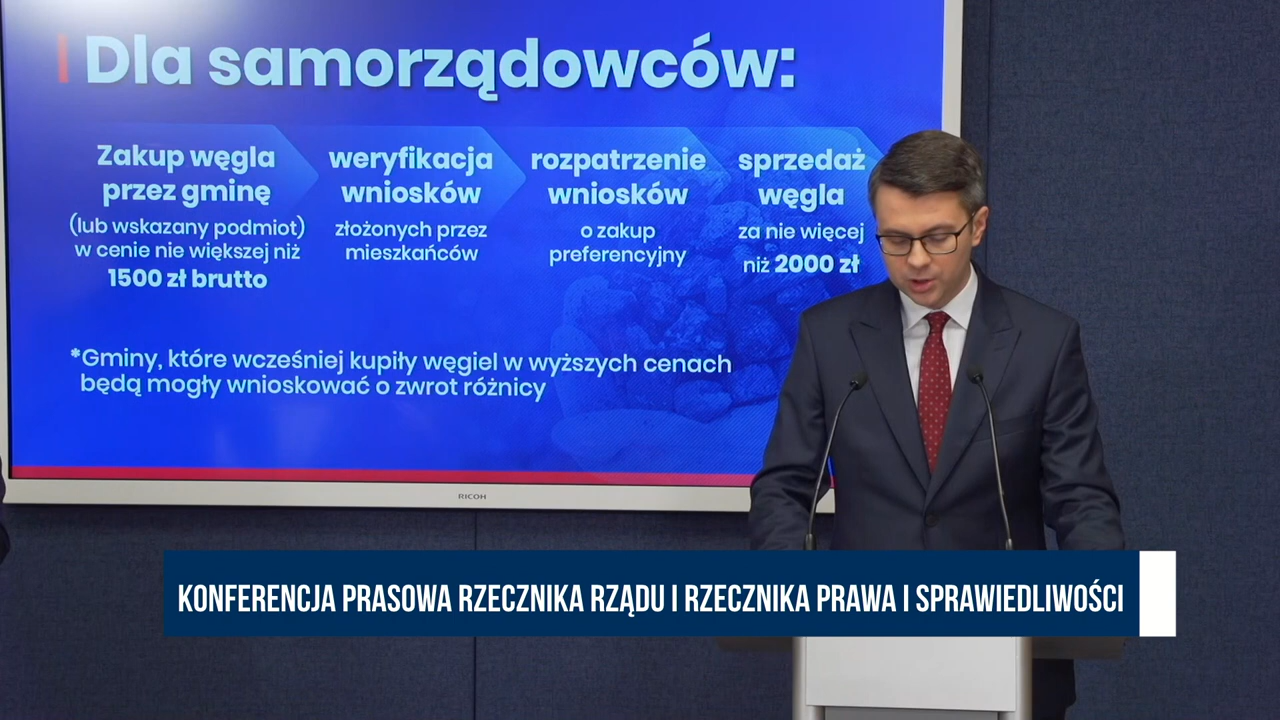 Dla samorządowców:
Zakup węgla
przez gminę
(lub wskazany podmiot)
w cenie nie większej niż
1500 zł brutto
weryfikacja
wniosków
złożonych przez
mieszkańców
rozpatrzenie
wniosków
o zakup
preferencyjny
sprzedaż
węgla
za nie więcej
niż 2000 zł
*Gminy, które wcześniej kupiły węgiel w wyższych cenach
będą mogły wnioskować o zwrot różnicy
RICOH
KONFERENCJA PRASOWA RZECZNIKA RZĄDU I RZECZNIKA PRAWA I SPRAWIEDLIWOŚCI